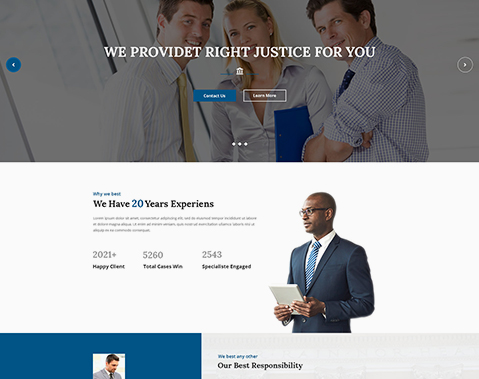 WE PROVIDET RIGHT JUSTICE FOR YOU
Contact Us
Learn More
Why we best
We Have 20 Years Experiens
Lorem ipsum dolor amet, consectetur adipiscing elit, sed do eiusmod tempor incididunt ut labore
et dolore magna aliqua. Ut enim ad minim veniam, quis nostrud exercitation ullamco laboris nisi ut
aliquip ex ea commodo consequat.
2021+
5260
2543
Happy Client
Total Cases Win
Specialiste Engaged
We best any other
Our Best Responsibility